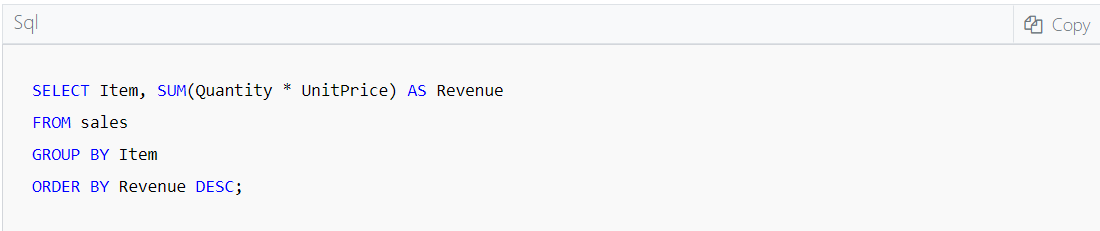 Sql
Copy
SELECT Item, SUM(Quantity * UnitPrice) AS Revenue
FROM sales
GROUP BY Item
ORDER BY Revenue DESC;